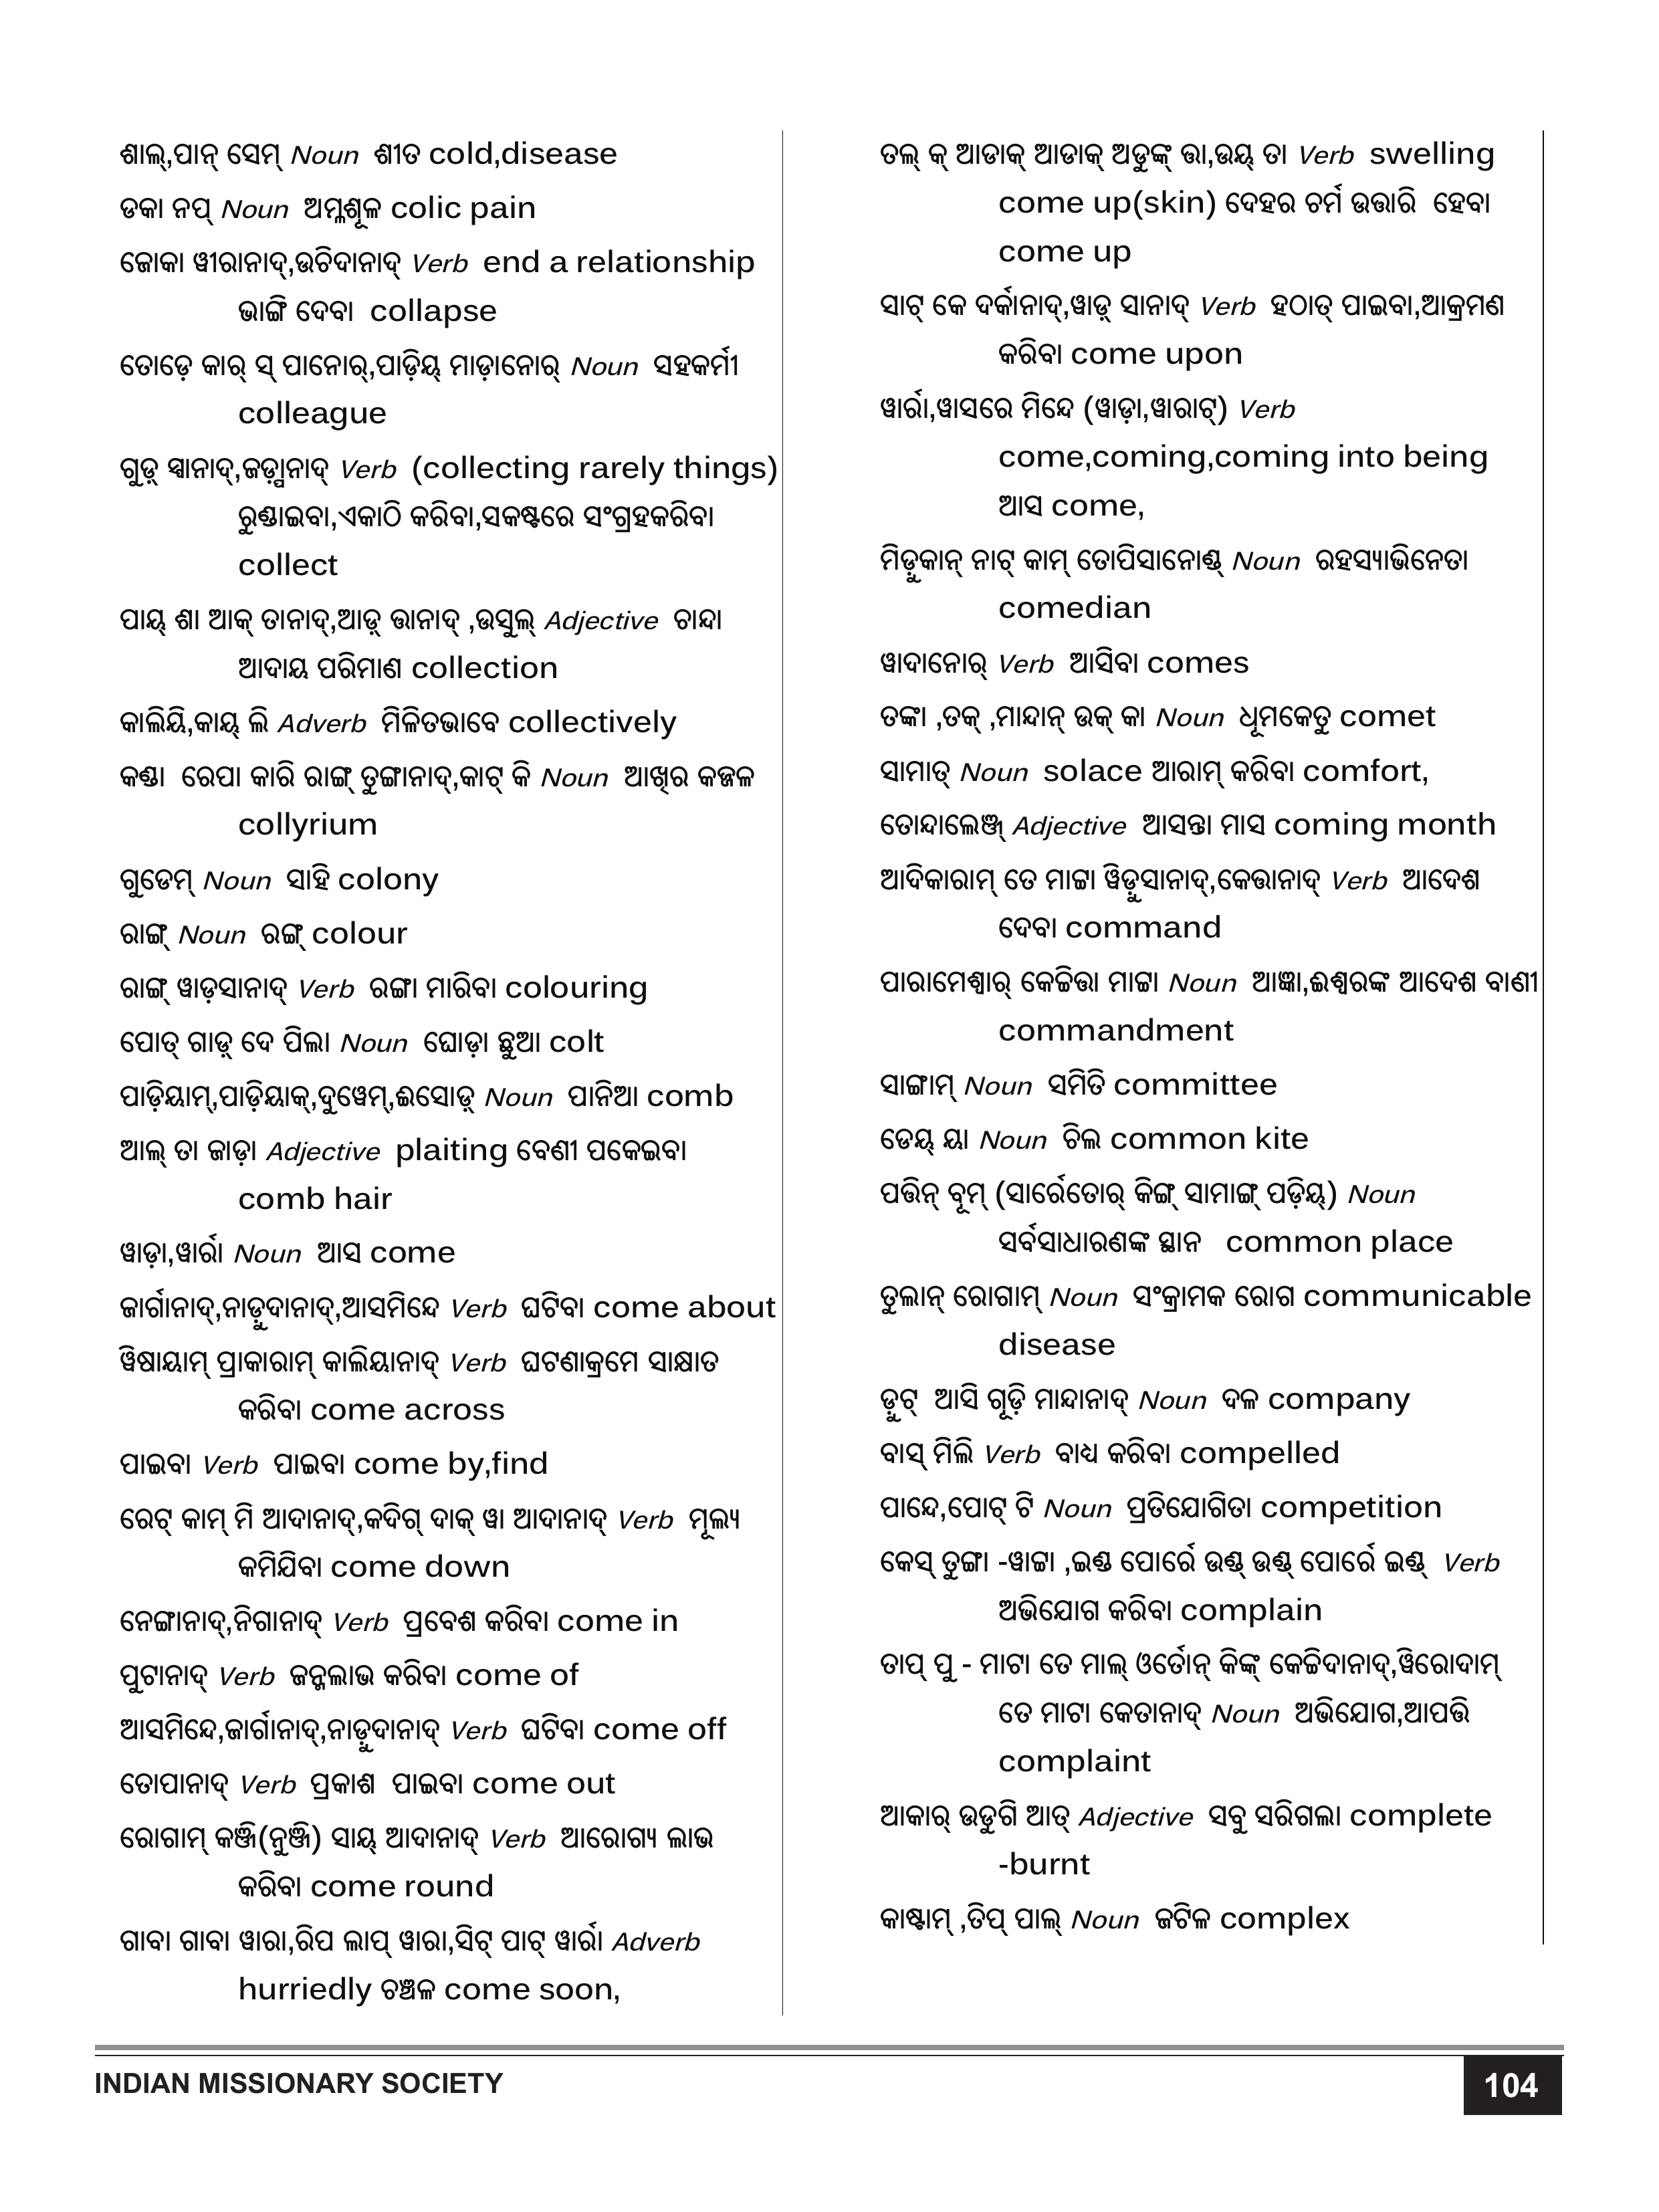 ଶାଲ୍,ପାନ୍ ସେମ୍ Noun ଶୀତ cold,disease
ଡକା ନପ୍ Noun ଅମ୍ଳଶୂଳ colic pain
ଜୋକା ୱୀରାନାଦ୍,ଉଚିଦାନାଦ୍ Verb end a relationship
ଭାଙ୍ଗି ଦେବା collapse
ତୋଡ଼େ କାର୍ ସ୍ ପାନୋର୍,ପାଡ଼ିୟ୍ ମାଡ଼ାନୋର୍ Noun ସହକର୍ମୀ
colleague
ଗୁଡ଼୍ ସ୍ପାନାଦ୍,ଜଡ଼୍ପାନାଦ୍ Verb (collecting rarely things)
ରୁଣ୍ଡାଇବା,ଏକାଠି କରିବା,ସକଷ୍ଟରେ ସଂଗ୍ରହକରିବା
collect
ପାୟ୍ ଶା ଆକ୍ ତାନାଦ୍,ଆଡ଼୍ ତ୍ତାନାଦ୍ ,ଉସୁଲ୍ Adjective ଚାନ୍ଦା
ଆଦାୟ ପରିମାଣ collection
କାଲିୟି,କାୟ୍ ଲି Adverb ମିଳିତଭାବେ collectively
କଣ୍ଡା ରେପା କାରି ରାଙ୍ଗ୍ ତୁଙ୍ଗାନାଦ୍,କାଟ୍ କି Noun ଆଖିର କଜ୍ଜଳ
collyrium
ଗୁଡେମ୍ Noun ସାହି colony
ରାଙ୍ଗ୍ Noun ରଙ୍ଗ୍ colour
ରାଙ୍ଗ୍ ୱାଡ଼ସାନାଦ୍ Verb ରଙ୍ଗା ମାରିବା colouring
ପୋତ୍ ଗାଡ଼୍ ଦେ ପିଲା Noun ଘୋଡ଼ା ଛୁଆ colt
ପାଡ଼ିୟାମ୍,ପାଡ଼ିୟାକ୍,ଦୁୱେମ୍,ଈସୋଡ଼୍ Noun ପାନିଆ comb
ଆଲ୍ ତା ଜାଡ଼ା Adjective plaiting ବେଣୀ ପକେଇବା
comb hair
ୱାଡ଼ା,ୱାର୍ରା Noun ଆସ come
ଜାର୍ଗାନାଦ୍,ନାଡ଼ୁଦାନାଦ୍,ଆସମିନ୍ଦେ Verb ଘଟିବା come about
ୱିଷାୟାମ୍ ପ୍ରାକାରାମ୍ କାଲିୟାନାଦ୍ Verb ଘଟଣାକ୍ରମେ ସାକ୍ଷାତ
କରିବା come across
ପାଇବା Verb ପାଇବା come by,find
ରେଟ୍ କାମ୍ ମି ଆଦାନାଦ୍,କଦିଗ୍ ଦାକ୍ ୱା ଆଦାନାଦ୍ Verb ମୂଲ୍ୟ
କମିଯିବା come down
ନେଙ୍ଗାନାଦ୍,ନିଗାନାଦ୍ Verb ପ୍ରବେଶ କରିବା come in
ପୁଟାନାଦ୍ Verb ଜନ୍ମଲାଭ କରିବା come of
ଆସମିନ୍ଦେ,ଜାର୍ଗାନାଦ୍,ନାଡ଼ୁଦାନାଦ୍ Verb ଘଟିବା come off
ତୋପାନାଦ୍ Verb ପ୍ରକାଶ ପାଇବା come out
ରୋଗାମ୍ କଞ୍ଜି(ନୁଞ୍ଜି) ସାୟ୍ ଆଦାନାଦ୍ Verb ଆରୋଗ୍ୟ ଲାଭ
କରିବା come round
ଗାବା ଗାବା ୱାରା,ରିପ ଲାପ୍ ୱାରା,ସିଟ୍ ପାଟ୍ ୱାର୍ରା Adverb
hurriedly ଚଞ୍ଚଳ come soon,
ତଲ୍ କ୍ ଆଡାକ୍ ଆଡାକ୍ ଅଡୁଙ୍କ୍ ତ୍ତା,ଉୟ୍ ତା Verb swelling
come up(skin) ଦେହର ଚର୍ମ ଉତ୍ତାରି ହେବା
come up
ସାଟ୍ କେ ଦର୍କାନାଦ୍,ୱାଡ଼୍ ସାନାଦ୍ Verb ହଠାତ୍ ପାଇବା,ଆକ୍ରମଣ
କରିବା come upon
ୱାର୍ରା,ୱାସରେ ମିନ୍ଦେ (ୱାଡ଼ା,ୱାରାଟ୍) Verb
come,coming,coming into being
ଆସ come,
ମିଡ଼ୁକାନ୍ ନାଟ୍ କାମ୍ ତୋପିସାନୋଣ୍ଡ୍ Noun ରହସ୍ୟାଭିନେତା
comedian
ୱାଦାନୋର୍ Verb ଆସିବା comes
ତଙ୍କା ,ତକ୍ ,ମାନ୍ଦାନ୍ ଉକ୍ କା Noun ଧୂମକେତୁ comet
ସାମାତ୍ Noun solace ଆରାମ୍ କରିବା comfort,
ତୋନ୍ଦାଲେଞ୍ଜ୍ Adjective ଆସନ୍ତା ମାସ coming month
ଆଦିକାରାମ୍ ତେ ମାଟ୍ଟା ୱିଡ଼ୁସାନାଦ୍,କେତ୍ତାନାଦ୍ Verb ଆଦେଶ
ଦେବା command
ପାରାମେଶ୍ୱାର୍ କେଚ୍ଚିତ୍ତା ମାଟ୍ଟା Noun ଆଜ୍ଞା,ଈଶ୍ୱରଙ୍କ ଆଦେଶ ବାଣୀ
commandment
ସାଙ୍ଗାମ୍ Noun ସମିତି committee
ଡେୟ୍ ୟା Noun ଚିଲ common kite
ପତ୍ତିନ୍ ବୂମ୍ (ସାର୍ରେତୋର୍ କିଙ୍ଗ୍ ସାମାଙ୍ଗ୍ ପଡ଼ିୟ୍) Noun
ସର୍ବସାଧାରଣଙ୍କ ସ୍ଥାନ common place
ତୁଲାନ୍ ରୋଗାମ୍ Noun ସଂକ୍ରାମକ ରୋଗ communicable
disease
ଡ଼ୁଟ୍ ଆସି ଗୂଡ଼ି ମାନ୍ଦାନାଦ୍ Noun ଦଳ company
ବାସ୍ ମିଲି Verb ବାଧ୍ୟ କରିବା compelled
ପାନ୍ଦେ,ପୋଟ୍ ଟି Noun ପ୍ରତିଯୋଗିତା competition
କେସ୍ ତୁଙ୍ଗା -ୱାଟ୍ଟା ,ଇଣ୍ଡ ପୋର୍ରେ ଉଣ୍ଡ୍ ଉଣ୍ଡ୍ ପୋର୍ରେ ଇଣ୍ଡ୍ Verb
ଅଭିଯୋଗ କରିବା complain
ତାପ୍ ପୁ - ମାଟା ତେ ମାଲ୍ ଓର୍ତୋନ୍ କିଙ୍କ୍ କେଚ୍ଚିଦାନାଦ୍,ୱିରୋଦାମ୍
ତେ ମାଟା କେତାନାଦ୍ Noun ଅଭିଯୋଗ,ଆପତ୍ତି
complaint
ଆକାର୍ ଉଡୁଗି ଆତ୍ Adjective ସବୁ ସରିଗଲା complete
-burnt
କାଷ୍ଟାମ୍ ,ତିପ୍ ପାଲ୍ Noun ଜଟିଳ complex
INDIAN MISSIONARY SOCIETY
104